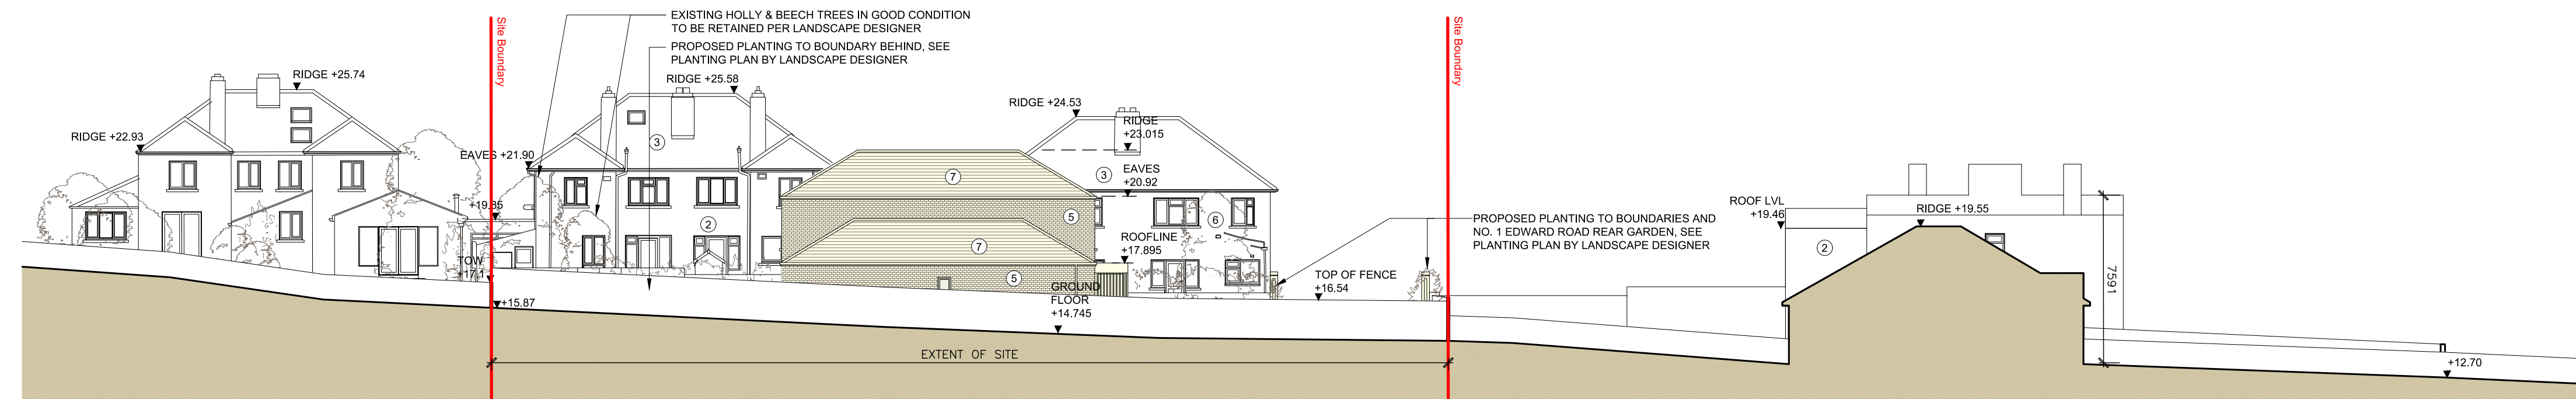 EXISTING HOLLY & BEECH TREES IN GOOD CONDITION
TO BE RETAINED PER LANDSCAPE DESIGNER
PROPOSED PLANTING TO BOUNDARY BEHIND, SEE
PLANTING PLAN BY LANDSCAPE DESIGNER
Site Boundary
Site Boundary
RIDGE +25.74
RIDGE +22.93
RIDGE +25.58
EAVES +21.90
+19.35
TOW
+17.1
+15.87
3
2
7
5
7
5
RIDGE +24.53
RIDGE
+23.015
3
EAVES
+20.92
6
ROOFLINE
+17.895
GROUND
FLOOR
+14.745
TOP OF FENCE
+16.54
PROPOSED PLANTING TO BOUNDARIES AND
NO. 1 EDWARD ROAD REAR GARDEN, SEE
PLANTING PLAN BY LANDSCAPE DESIGNER
ROOF LVL
+19.46
RIDGE +19.55
2
7591
+12.70
EXTENT OF SITE